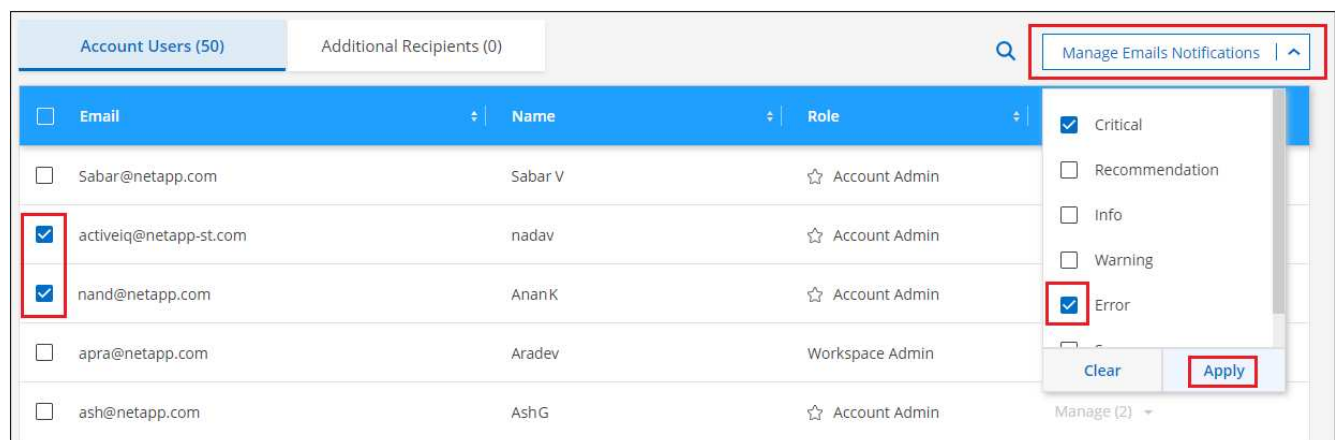 Account Users (50) Additional Recipients (0) Manage Emails Notifications
Email Name Role
Critical
Sabar@netapp.com Sabar V Account Admin Recommendation
Info
activeiq@netapp-st.com nadav Account Admin
Warning
nand@netapp.com AnanK Account Admin
Error
apra@netapp.com Aradev Workspace Admin
Clear Apply
ash@netapp.com AshG Account Admin Manage (2)